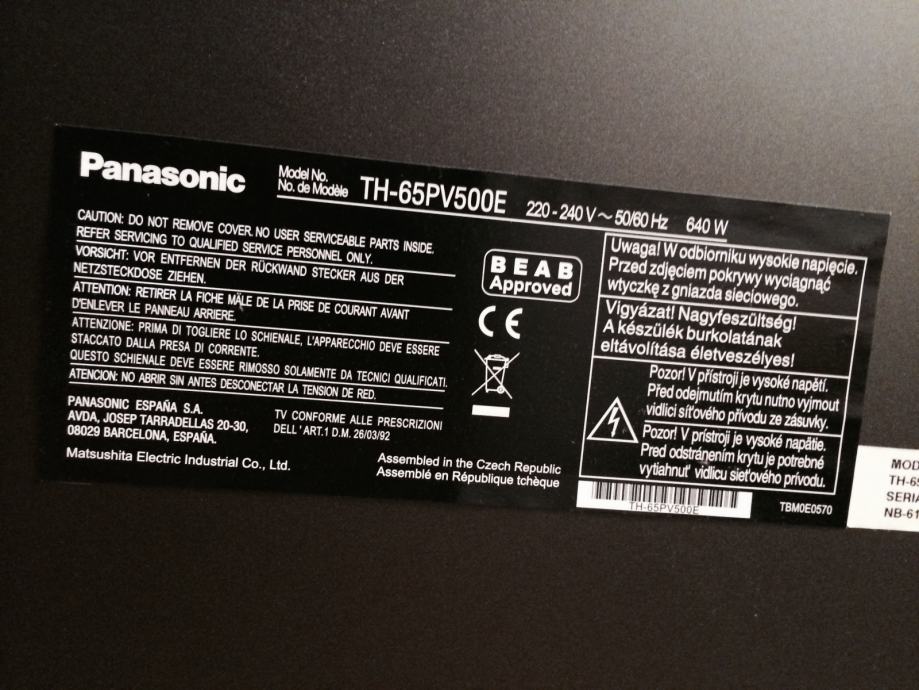 Panasonic
Model No.
No. de Modèle
TH-65PV500E
220 - 240 V ~ 50/60 Hz 640 W
CAUTION: DO NOT REMOVE COVER. NO USER SERVICEABLE PARTS INSIDE.
REFER SERVICING TO QUALIFIED SERVICE PERSONNEL ONLY.
VORSICHT: VOR ENTFERNEN DER RÜCKWAND STECKER AUS DER
NETZSTECKDOSE ZIEHEN.
ATTENTION: RETIRER LA FICHE MÂLE DE LA PRISE DE COURANT AVANT
D'ENLEVER LE PANNEAU ARRIERE.
ATTENZIONE: PRIMA DI TOGLIERE LO SCHIENALE, L'APPARECCHIO DEVE ESSERE
STACCATO DALLA PRESA DI CORRENTE.
QUESTO SCHIENALE DEVE ESSERE RIMOSSO SOLAMENTE DA TECNICI QUALIFICATI.
ATENCION: NO ABRIR SIN ANTES DESCONECTAR LA TENSION DE RED.
PANASONIC ESPAÑA S.A.
AVDA, JOSEP TARRADELLAS 20-30,
08029 BARCELONA, ESPAÑA.
TV CONFORME ALLE PRESCRIZIONI
DELL ' ART.1 D.M. 26/03/92
Matsushita Electric Industrial Co., Ltd.
Assembled in the Czech Republic
Assemblé en République tchèque
BEAB
Approved
CE
Uwaga! W odbiorniku wysokie napięcie.
Przed zdjęciem pokrywy wyciągnąć
wtyczkę z gniazda sieciowego.
Vigyázat! Nagyfeszültség!
A készülék burkolatának
eltávolítása életveszélyes!
Pozor! V přístroji je vysoké napětí.
Před odejmutím krytu nutno vyjmout
vidlici síťového přívodu ze zásuvky.
Pozor! V prístroji je vysoké napätie.
Pred odstránením krytu je potrebné
vytiahnuť vidlicu sieťového prívodu.
TH-65PV500E
TBM0E0570
MOD
TH-65
SERIA
NB-61